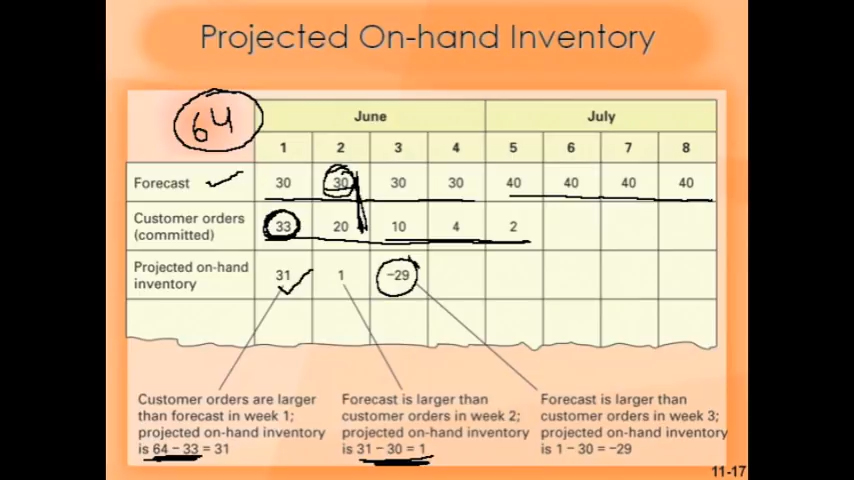 Projected On-hand Inventory
64
June July
1 2 3 4 5 6 7 8
Forecast 30 30 30 30 40 40 40 40
Customer orders
(committed) 33 20 10 4 2
Projected on-hand
inventory 31 1 −29
Customer orders are larger
than forecast in week 1;
projected on-hand inventory
is 64 − 33 = 31
Forecast is larger than
customer orders in week 2;
projected on-hand inventory
is 31 − 30 = 1
Forecast is larger than
customer orders in week 3;
projected on-hand inventory
is 1 − 30 = −29
11-17